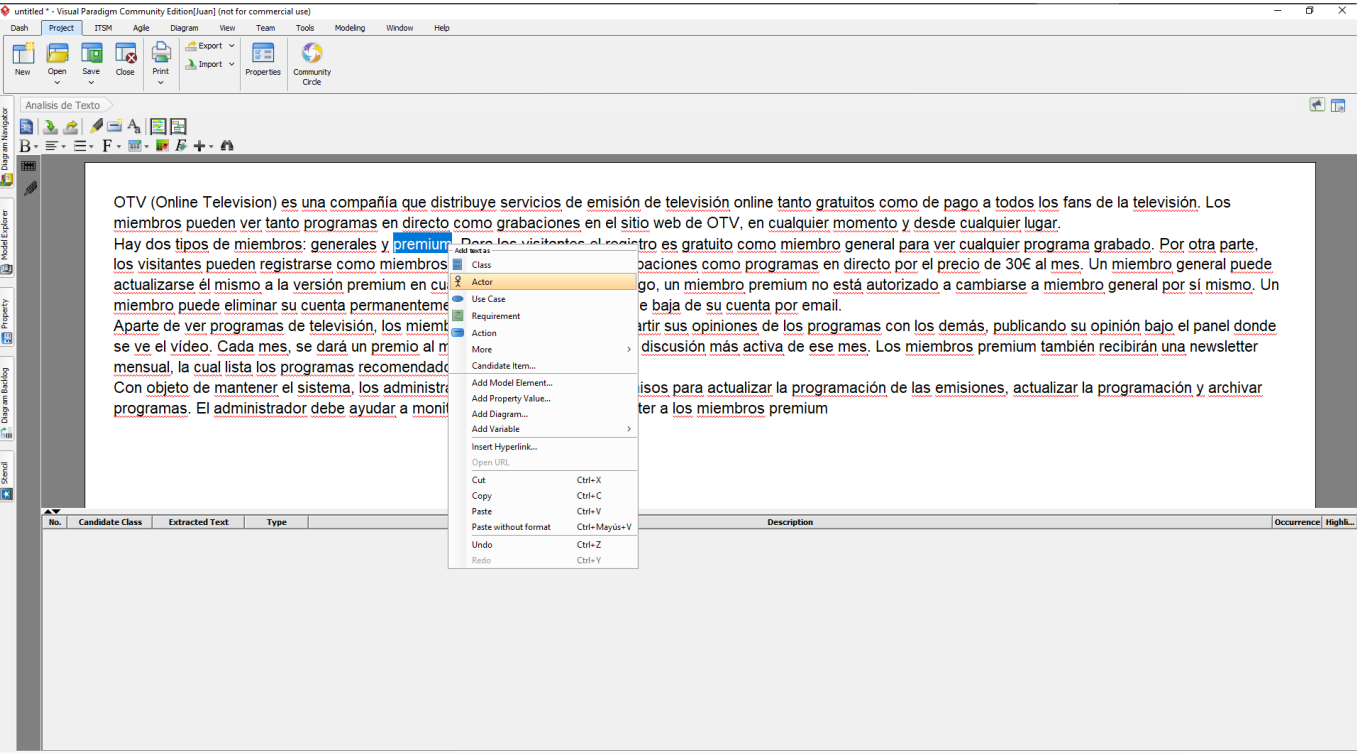 untitled * - Visual Paradigm Community Edition[Juan] (not for commercial use)
Dash Project ITSM Agile Diagram View Team Tools Modeling Window Help
New Open Save Close Print Export Import Properties Community Circle
Analisis de Texto
Diagram Navigator
Model Explorer
Property
Diagram Backlog
Stencil
OTV (Online Television) es una compañía que distribuye servicios de emisión de televisión online tanto gratuitos como de pago a todos los fans de la televisión. Los
miembros pueden ver tanto programas en directo como grabaciones en el sitio web de OTV, en cualquier momento y desde cualquier lugar.
Hay dos tipos de miembros: generales y premium. Para los visitantes el registro es gratuito como miembro general para ver cualquier programa grabado. Por otra parte,
los visitantes pueden registrarse como miembros baciones como programas en directo por el precio de 30€ al mes. Un miembro general puede
actualizarse él mismo a la versión premium en cua go, un miembro premium no está autorizado a cambiarse a miembro general por sí mismo. Un
miembro puede eliminar su cuenta permanenteme e baja de su cuenta por email.
Aparte de ver programas de televisión, los miemb rtir sus opiniones de los programas con los demás, publicando su opinión bajo el panel donde
se ve el vídeo. Cada mes, se dará un premio al m discusión más activa de ese mes. Los miembros premium también recibirán una newsletter
mensual, la cual lista los programas recomendado
Con objeto de mantener el sistema, los administra isos para actualizar la programación de las emisiones, actualizar la programación y archivar
programas. El administrador debe ayudar a monit ter a los miembros premium
Add text as
Class
Actor
Use Case
Requirement
Action
More
Candidate Item...
Add Model Element...
Add Property Value...
Add Diagram...
Add Variable
Insert Hyperlink...
Open URL
Cut Ctrl+X
Copy Ctrl+C
Paste Ctrl+V
Paste without format Ctrl+Mayús+V
Undo Ctrl+Z
Redo Ctrl+Y
No. Candidate Class Extracted Text Type Description Occurrence Highli...